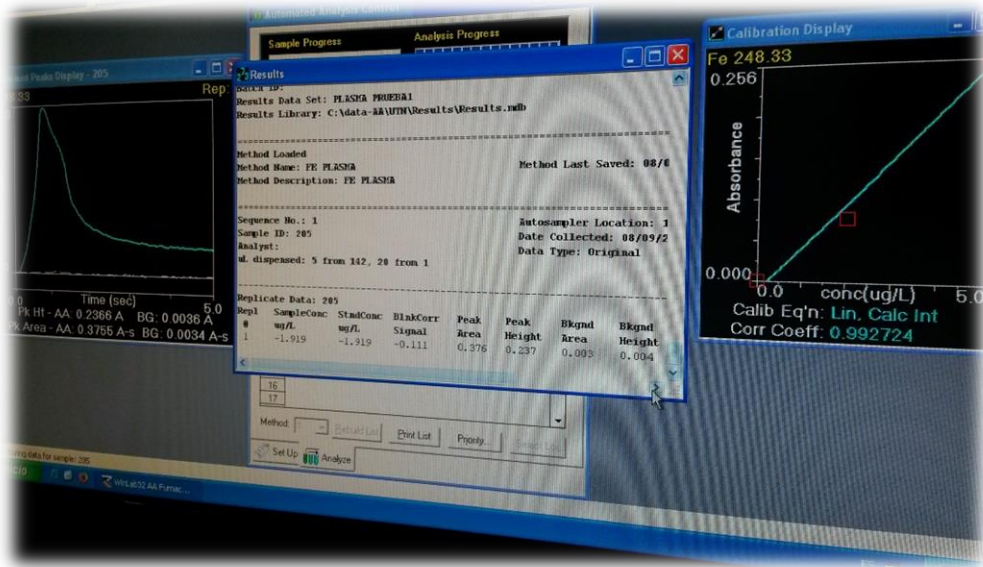 Automated Analysis Control
Sample Progress
Analysis Progress
Peaks Display - 205
Rep
Time (sec)
5.0
Pk Ht - AA: 0.2366 A BG: 0.0036 A
Pk Area - AA: 0.3755 A-s BG: 0.0034 A-s
Results
Batch ID:
Results Data Set: PLASMA PRUEBA1
Results Library: C:\data-AA\UTN\Results\Results.mdb
Method Loaded
Method Name: FE PLASMA
Method Last Saved: 08/0
Method Description: FE PLASMA
Sequence No.: 1
Autosampler Location: 1
Sample ID: 205
Date Collected: 08/09/2
Analyst:
Data Type: Original
uL dispensed: 5 from 142, 20 from 1
Replicate Data: 205
Repl SampleConc StndConc BlnkCorr Peak Peak Bkgnd Bkgnd
# ug/L ug/L Signal Area Height Area Height
1 -1.919 -1.919 -0.111 0.376 0.237 0.003 0.004
16
17
Method:
Rebuild List
Print List
Priority...
Set Up
Analyze
data for sample: 205
WinLab32 AA Furnac...
Calibration Display
Fe 248.33
0.256
Absorbance
0.000
0.0 conc(ug/L) 5.0
Calib Eq'n: Lin, Calc Int
Corr Coeff: 0.992724